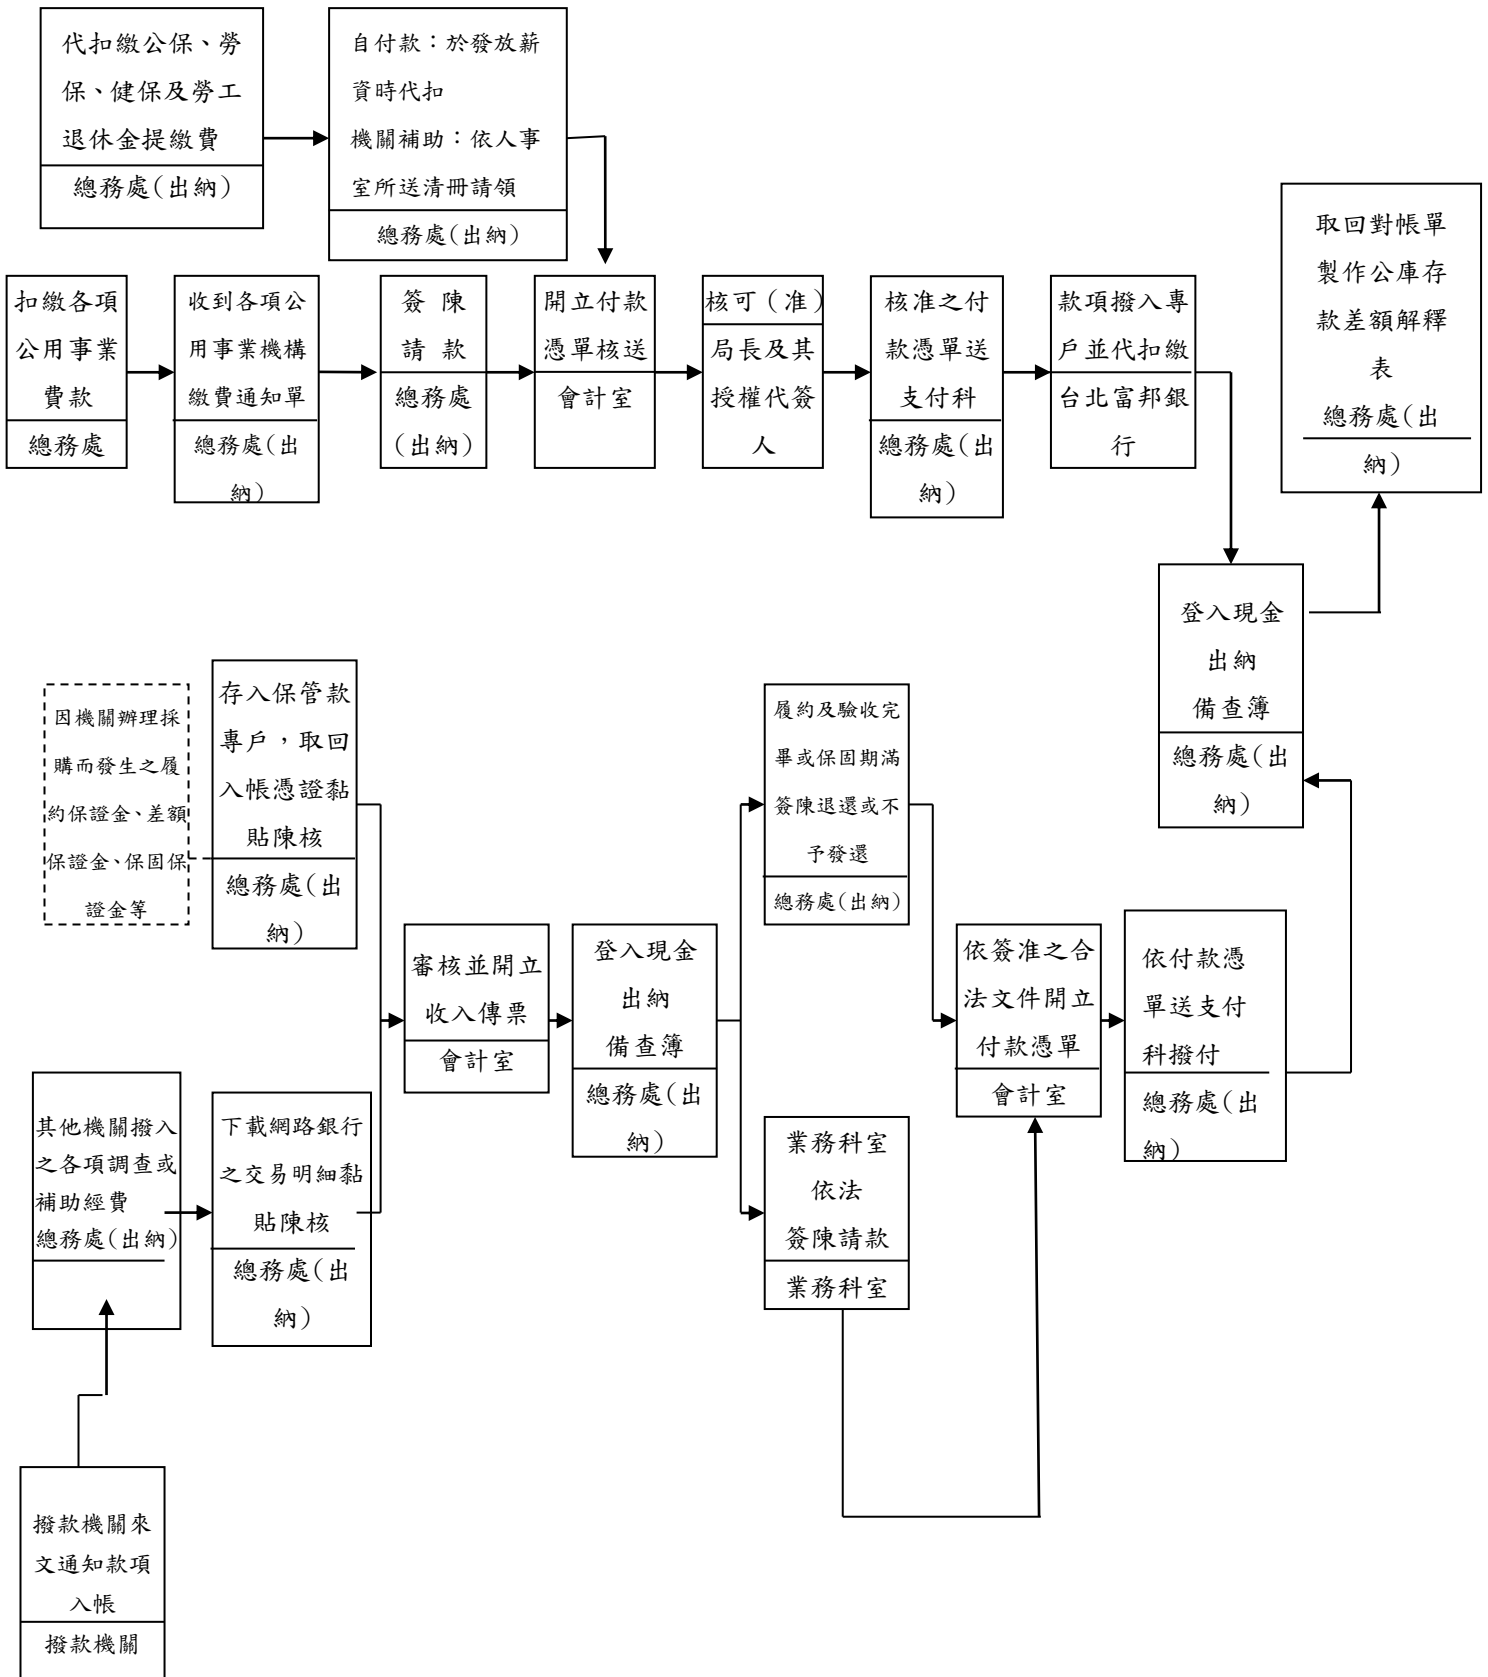 代扣繳公保、勞
保、健保及勞工
退休金提繳費
總務處(出納)
自付款：於發放薪
資時代扣
機關補助：依人事
室所送清冊請領
總務處(出納)
扣繳各項
公用事業
費款
總務處
收到各項公
用事業機構
繳費通知單
總務處(出
納)
簽 陳
請 款
總務處
(出納)
開立付款
憑單核送
會計室
核可（准）
局長及其
授權代簽
人
核准之付
款憑單送
支付科
總務處(出
納)
款項撥入專
戶並代扣繳
台北富邦銀
行
取回對帳單
製作公庫存
款差額解釋
表
總務處(出
納)
登入現金
出納
備查簿
總務處(出
納)
因機關辦理採
購而發生之履
約保證金、差額
保證金、保固保
證金等
存入保管款
專戶，取回
入帳憑證黏
貼陳核
總務處(出
納)
其他機關撥入
之各項調查或
補助經費
總務處(出納)
下載網路銀行
之交易明細黏
貼陳核
總務處(出
納)
審核並開立
收入傳票
會計室
登入現金
出納
備查簿
總務處(出
納)
履約及驗收完
畢或保固期滿
簽陳退還或不
予發還
總務處(出納)
業務科室
依法
簽陳請款
業務科室
依簽准之合
法文件開立
付款憑單
會計室
依付款憑
單送支付
科撥付
總務處(出
納)
撥款機關來
文通知款項
入帳
撥款機關